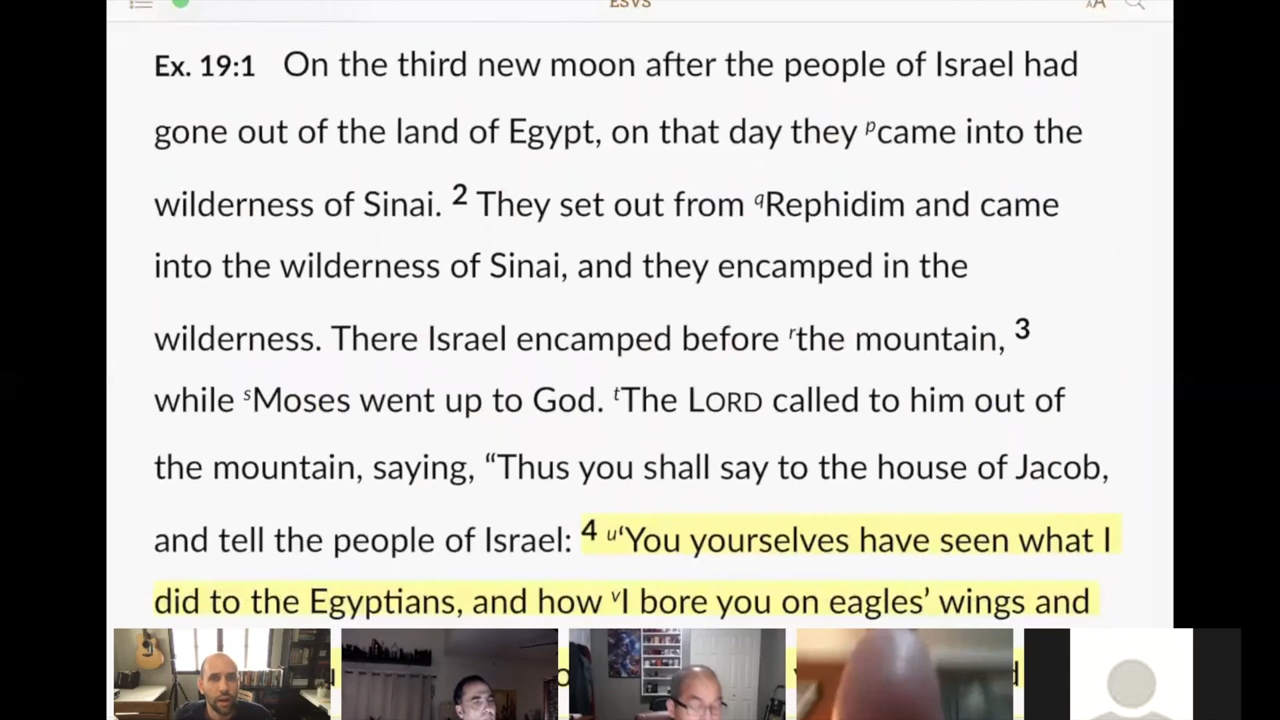 ESVS
Ex. 19:1 On the third new moon after the people of Israel had
gone out of the land of Egypt, on that day they pcame into the
wilderness of Sinai. 2 They set out from qRephidim and came
into the wilderness of Sinai, and they encamped in the
wilderness. There Israel encamped before rthe mountain, 3
while sMoses went up to God. tThe LORD called to him out of
the mountain, saying, “Thus you shall say to the house of Jacob,
and tell the people of Israel: 4 u‘You yourselves have seen what I
did to the Egyptians, and how vI bore you on eagles’ wings and